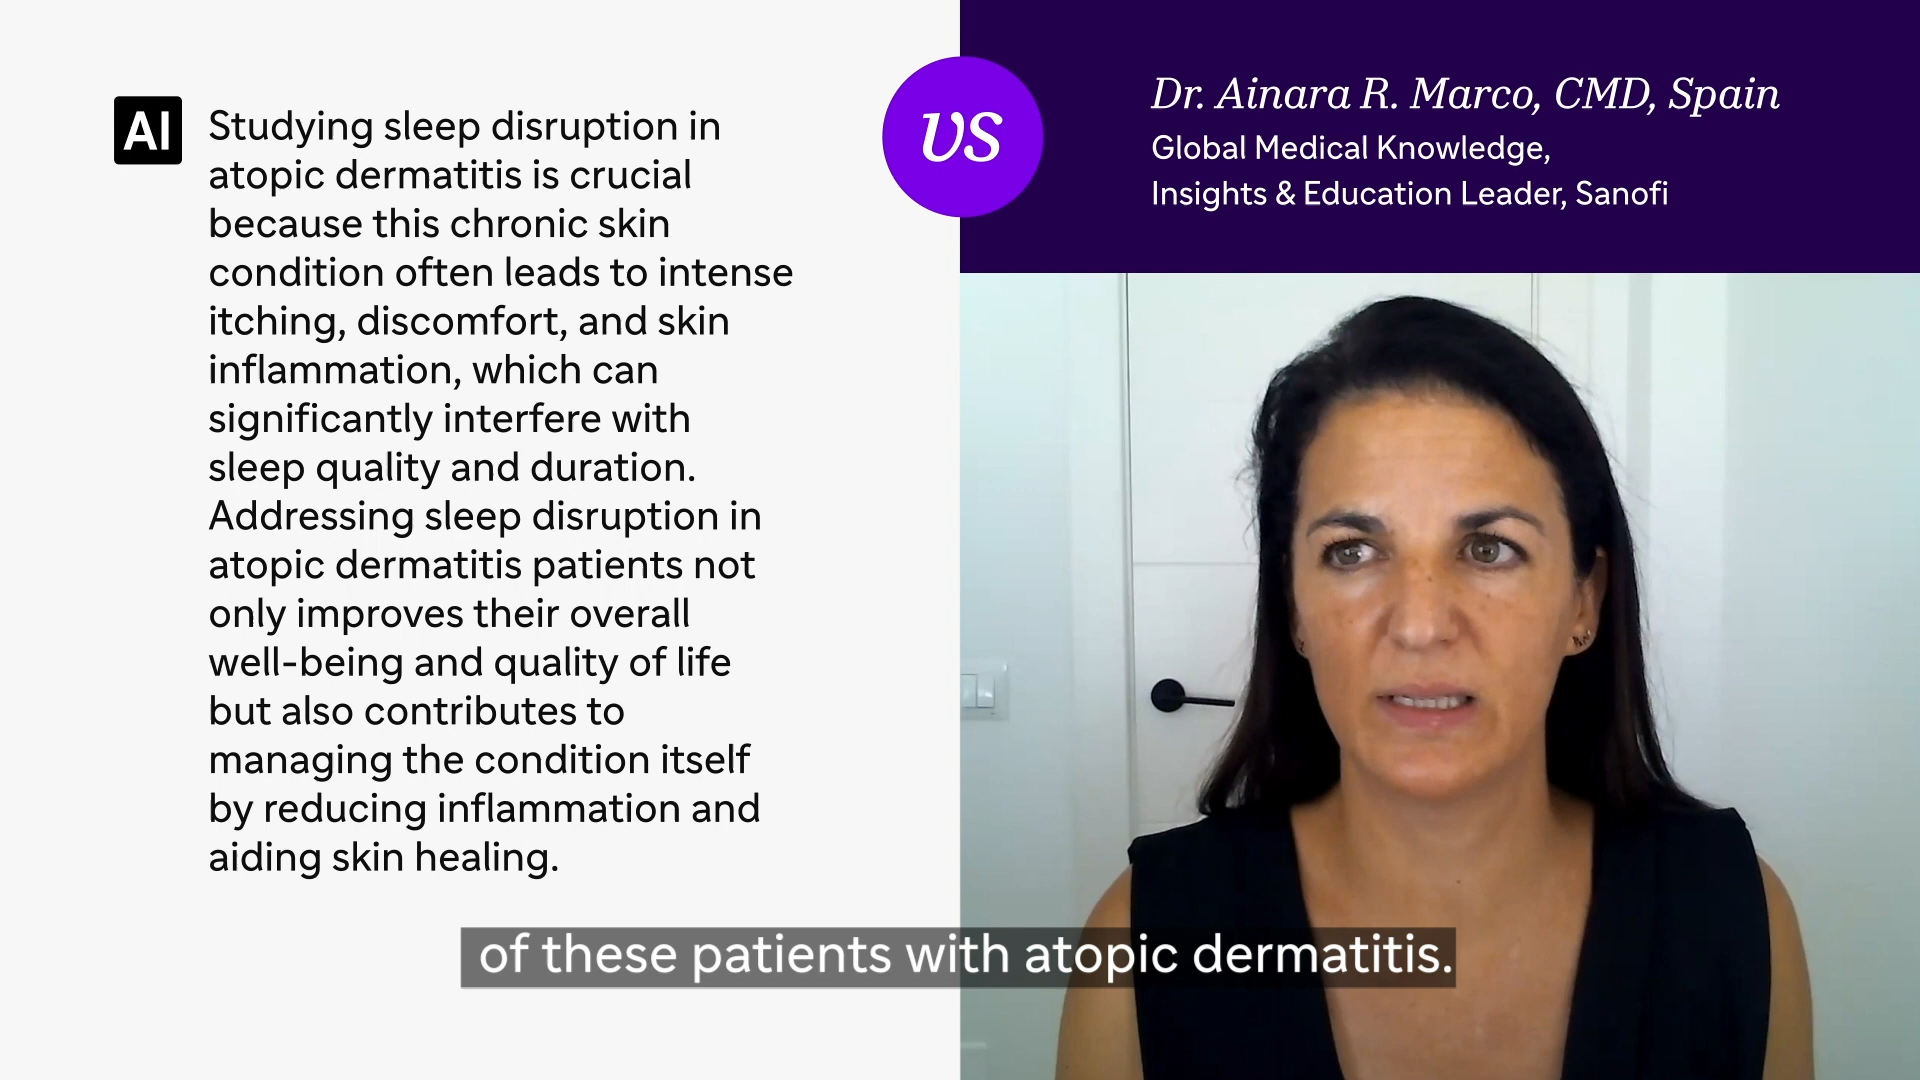 AI
Studying sleep disruption in
atopic dermatitis is crucial
because this chronic skin
condition often leads to intense
itching, discomfort, and skin
inflammation, which can
significantly interfere with
sleep quality and duration.
Addressing sleep disruption in
atopic dermatitis patients not
only improves their overall
well-being and quality of life
but also contributes to
managing the condition itself
by reducing inflammation and
aiding skin healing.
vs
Dr. Ainara R. Marco, CMD, Spain
Global Medical Knowledge,
Insights & Education Leader, Sanofi
of these patients with atopic dermatitis.